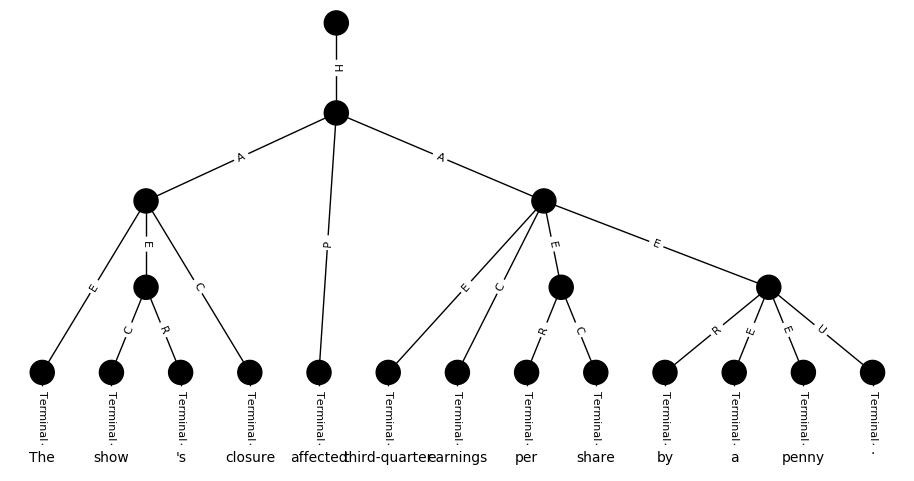 H
A A
E P E
E C E C E
C R R C R E E U
Terminal Terminal Terminal Terminal Terminal Terminal Terminal Terminal Terminal Terminal Terminal Terminal Terminal
The show 's closure affected third-quarter earnings per share by a penny .